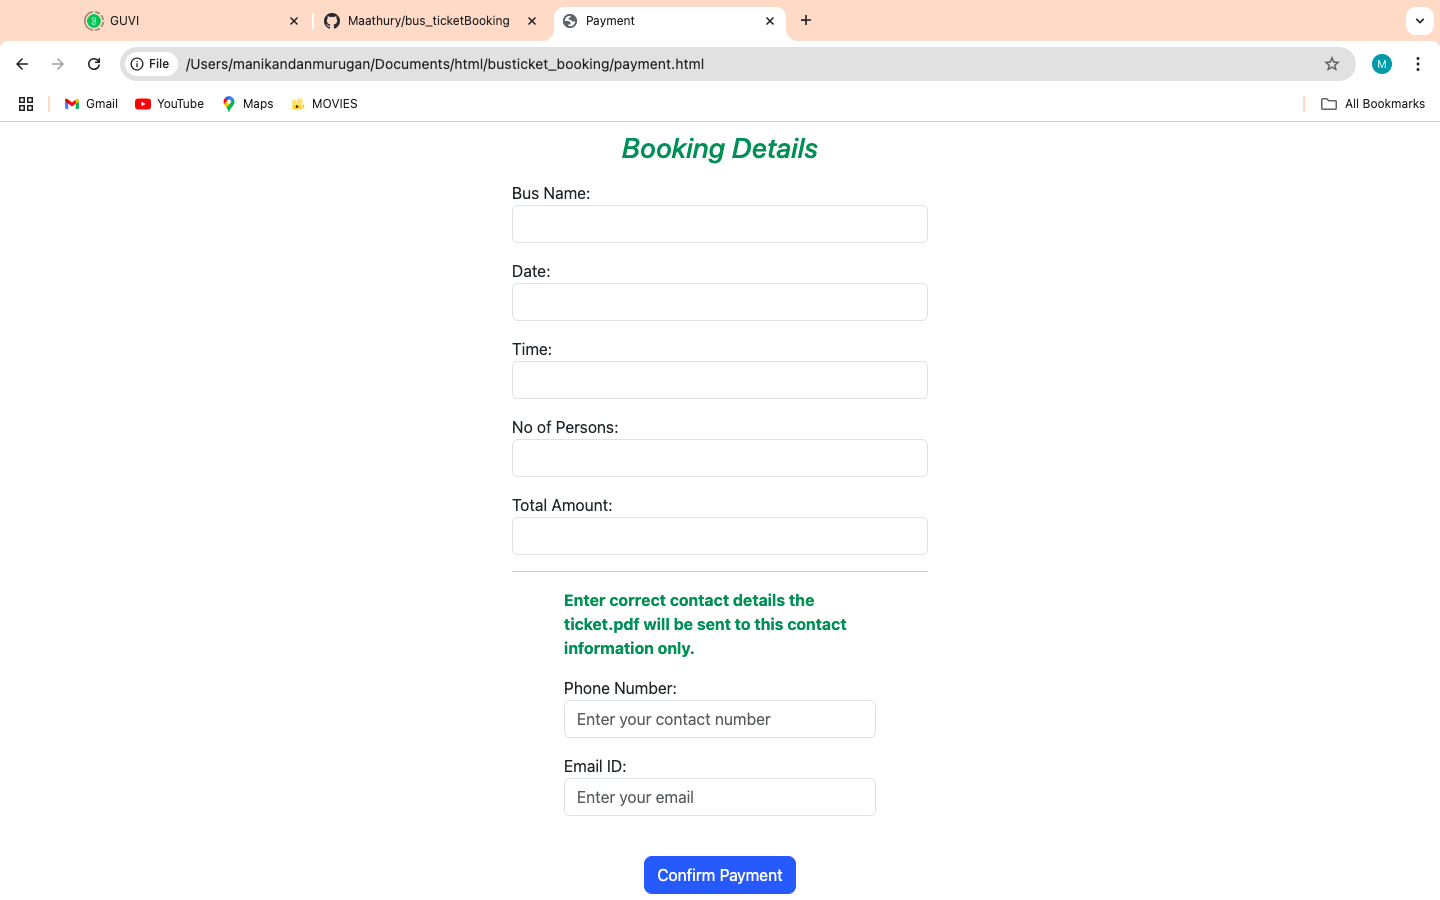 GUVI
Maathury/bus_ticketBooking
Payment
File
/Users/manikandanmurugan/Documents/html/busticket_booking/payment.html
M
Gmail
YouTube
Maps
MOVIES
All Bookmarks
Booking Details
Bus Name:
Date:
Time:
No of Persons:
Total Amount:
Enter correct contact details the
ticket.pdf will be sent to this contact
information only.
Phone Number:
Enter your contact number
Email ID:
Enter your email
Confirm Payment